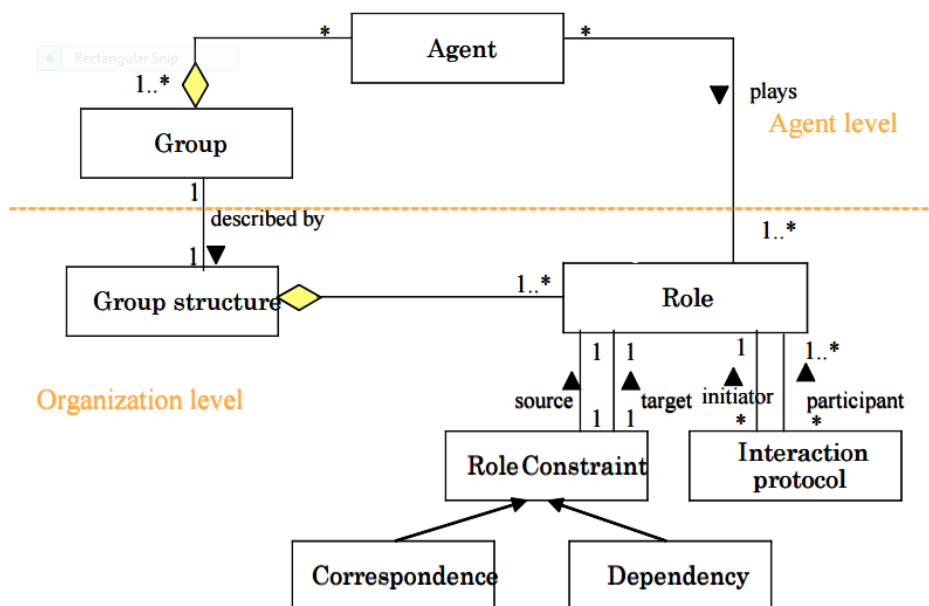 Rectangular Snip
*
Agent
*
1..*
plays
Agent level
Group
1
described by
1..*
1
Group structure
1..*
Role
1
1
1
1..*
Organization level
source
target
initiator
participant
1
1
*
*
Role Constraint
Interaction
protocol
Correspondence
Dependency